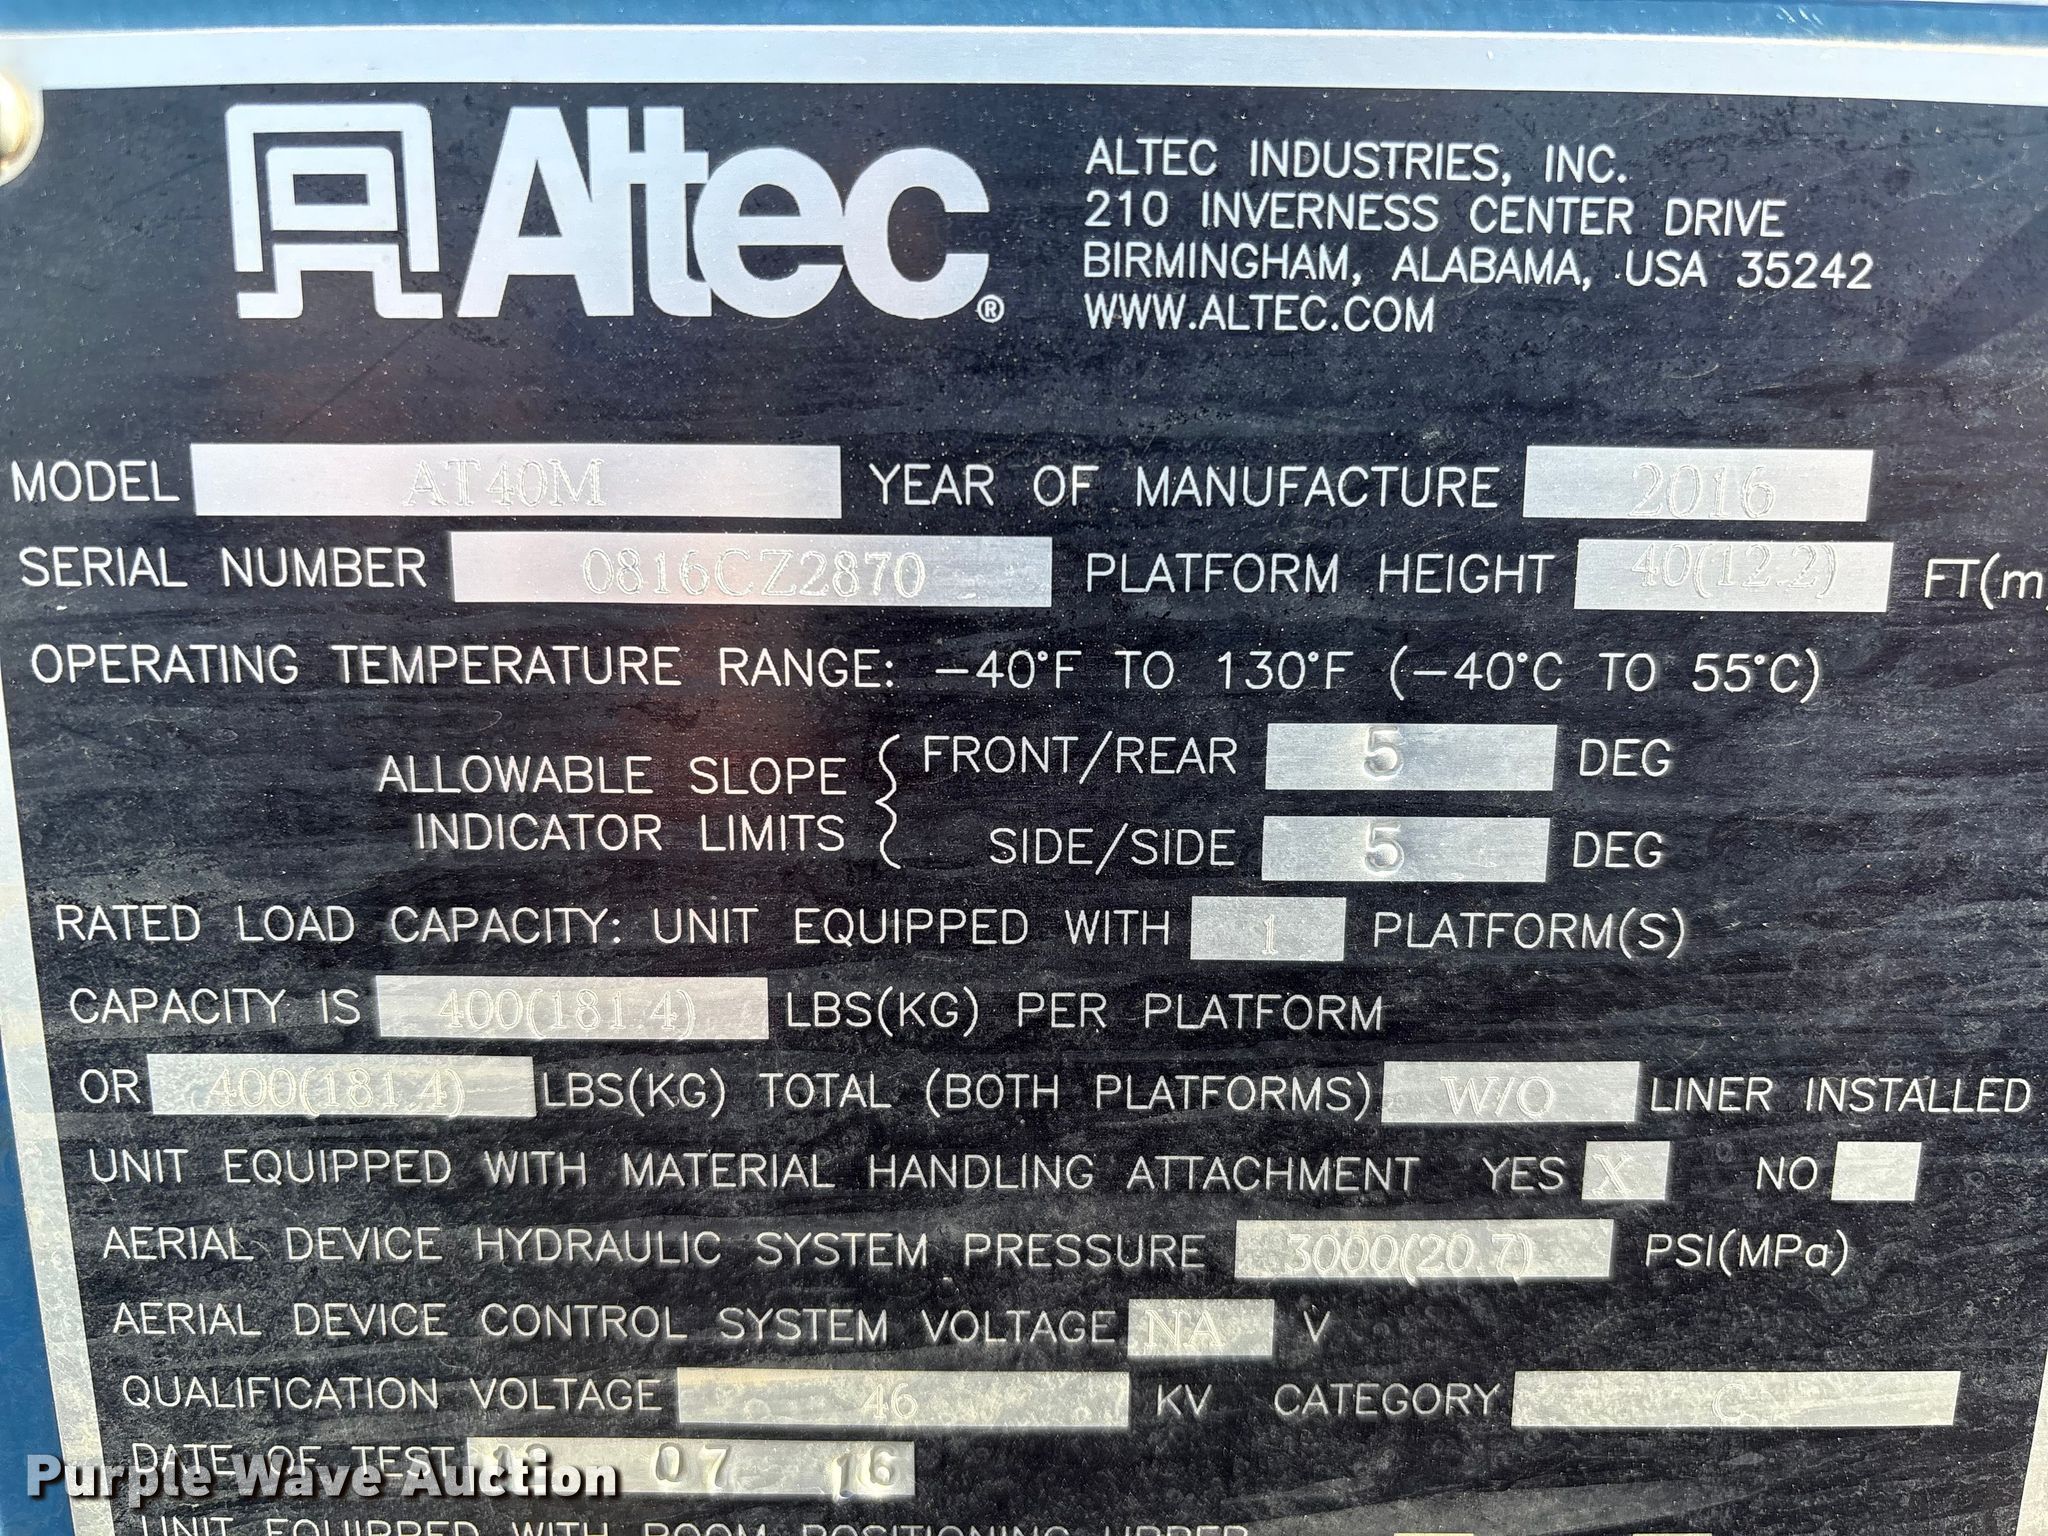 Altec®
ALTEC INDUSTRIES, INC.
210 INVERNESS CENTER DRIVE
BIRMINGHAM, ALABAMA, USA 35242
WWW.ALTEC.COM
MODEL AT40M YEAR OF MANUFACTURE 2016
SERIAL NUMBER 0816CZ2870 PLATFORM HEIGHT 40(12.2) FT(m
OPERATING TEMPERATURE RANGE: -40°F TO 130°F (-40°C TO 55°C)
ALLOWABLE SLOPE INDICATOR LIMITS
FRONT/REAR 5 DEG
SIDE/SIDE 5 DEG
RATED LOAD CAPACITY: UNIT EQUIPPED WITH 1 PLATFORM(S)
CAPACITY IS 400(181.4) LBS(KG) PER PLATFORM
OR 400(181.4) LBS(KG) TOTAL (BOTH PLATFORMS) W/O LINER INSTALLED
UNIT EQUIPPED WITH MATERIAL HANDLING ATTACHMENT YES X NO
AERIAL DEVICE HYDRAULIC SYSTEM PRESSURE 3000(20.7) PSI(MPa)
AERIAL DEVICE CONTROL SYSTEM VOLTAGE NA V
QUALIFICATION VOLTAGE 46 KV CATEGORY C
DATE OF TEST 07 16
Purple Wave Auction
UNIT EQUIPPED WITH BOOM POSITIONING UPPER